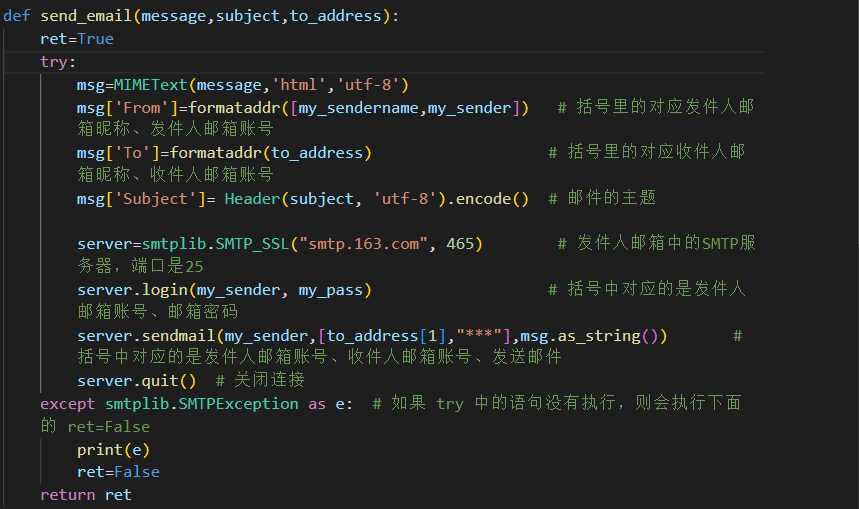 def send_email(message,subject,to_address):
ret=True
try:
msg=MIMEText(message,'html','utf-8')
msg['From']=formataddr([my_sendername,my_sender])   # 括号里的对应发件人邮
箱昵称、发件人邮箱账号
msg['To']=formataddr(to_address)                   # 括号里的对应收件人邮
箱昵称、收件人邮箱账号
msg['Subject']= Header(subject, 'utf-8').encode()  # 邮件的主题
server=smtplib.SMTP_SSL("smtp.163.com", 465)        # 发件人邮箱中的SMTP服
务器，端口是25
server.login(my_sender, my_pass)                   # 括号中对应的是发件人
邮箱账号、邮箱密码
server.sendmail(my_sender,[to_address[1],"***"],msg.as_string())       #
括号中对应的是发件人邮箱账号、收件人邮箱账号、发送邮件
server.quit()  # 关闭连接
except smtplib.SMTPException as e:  # 如果 try 中的语句没有执行，则会执行下面
的 ret=False
print(e)
ret=False
return ret